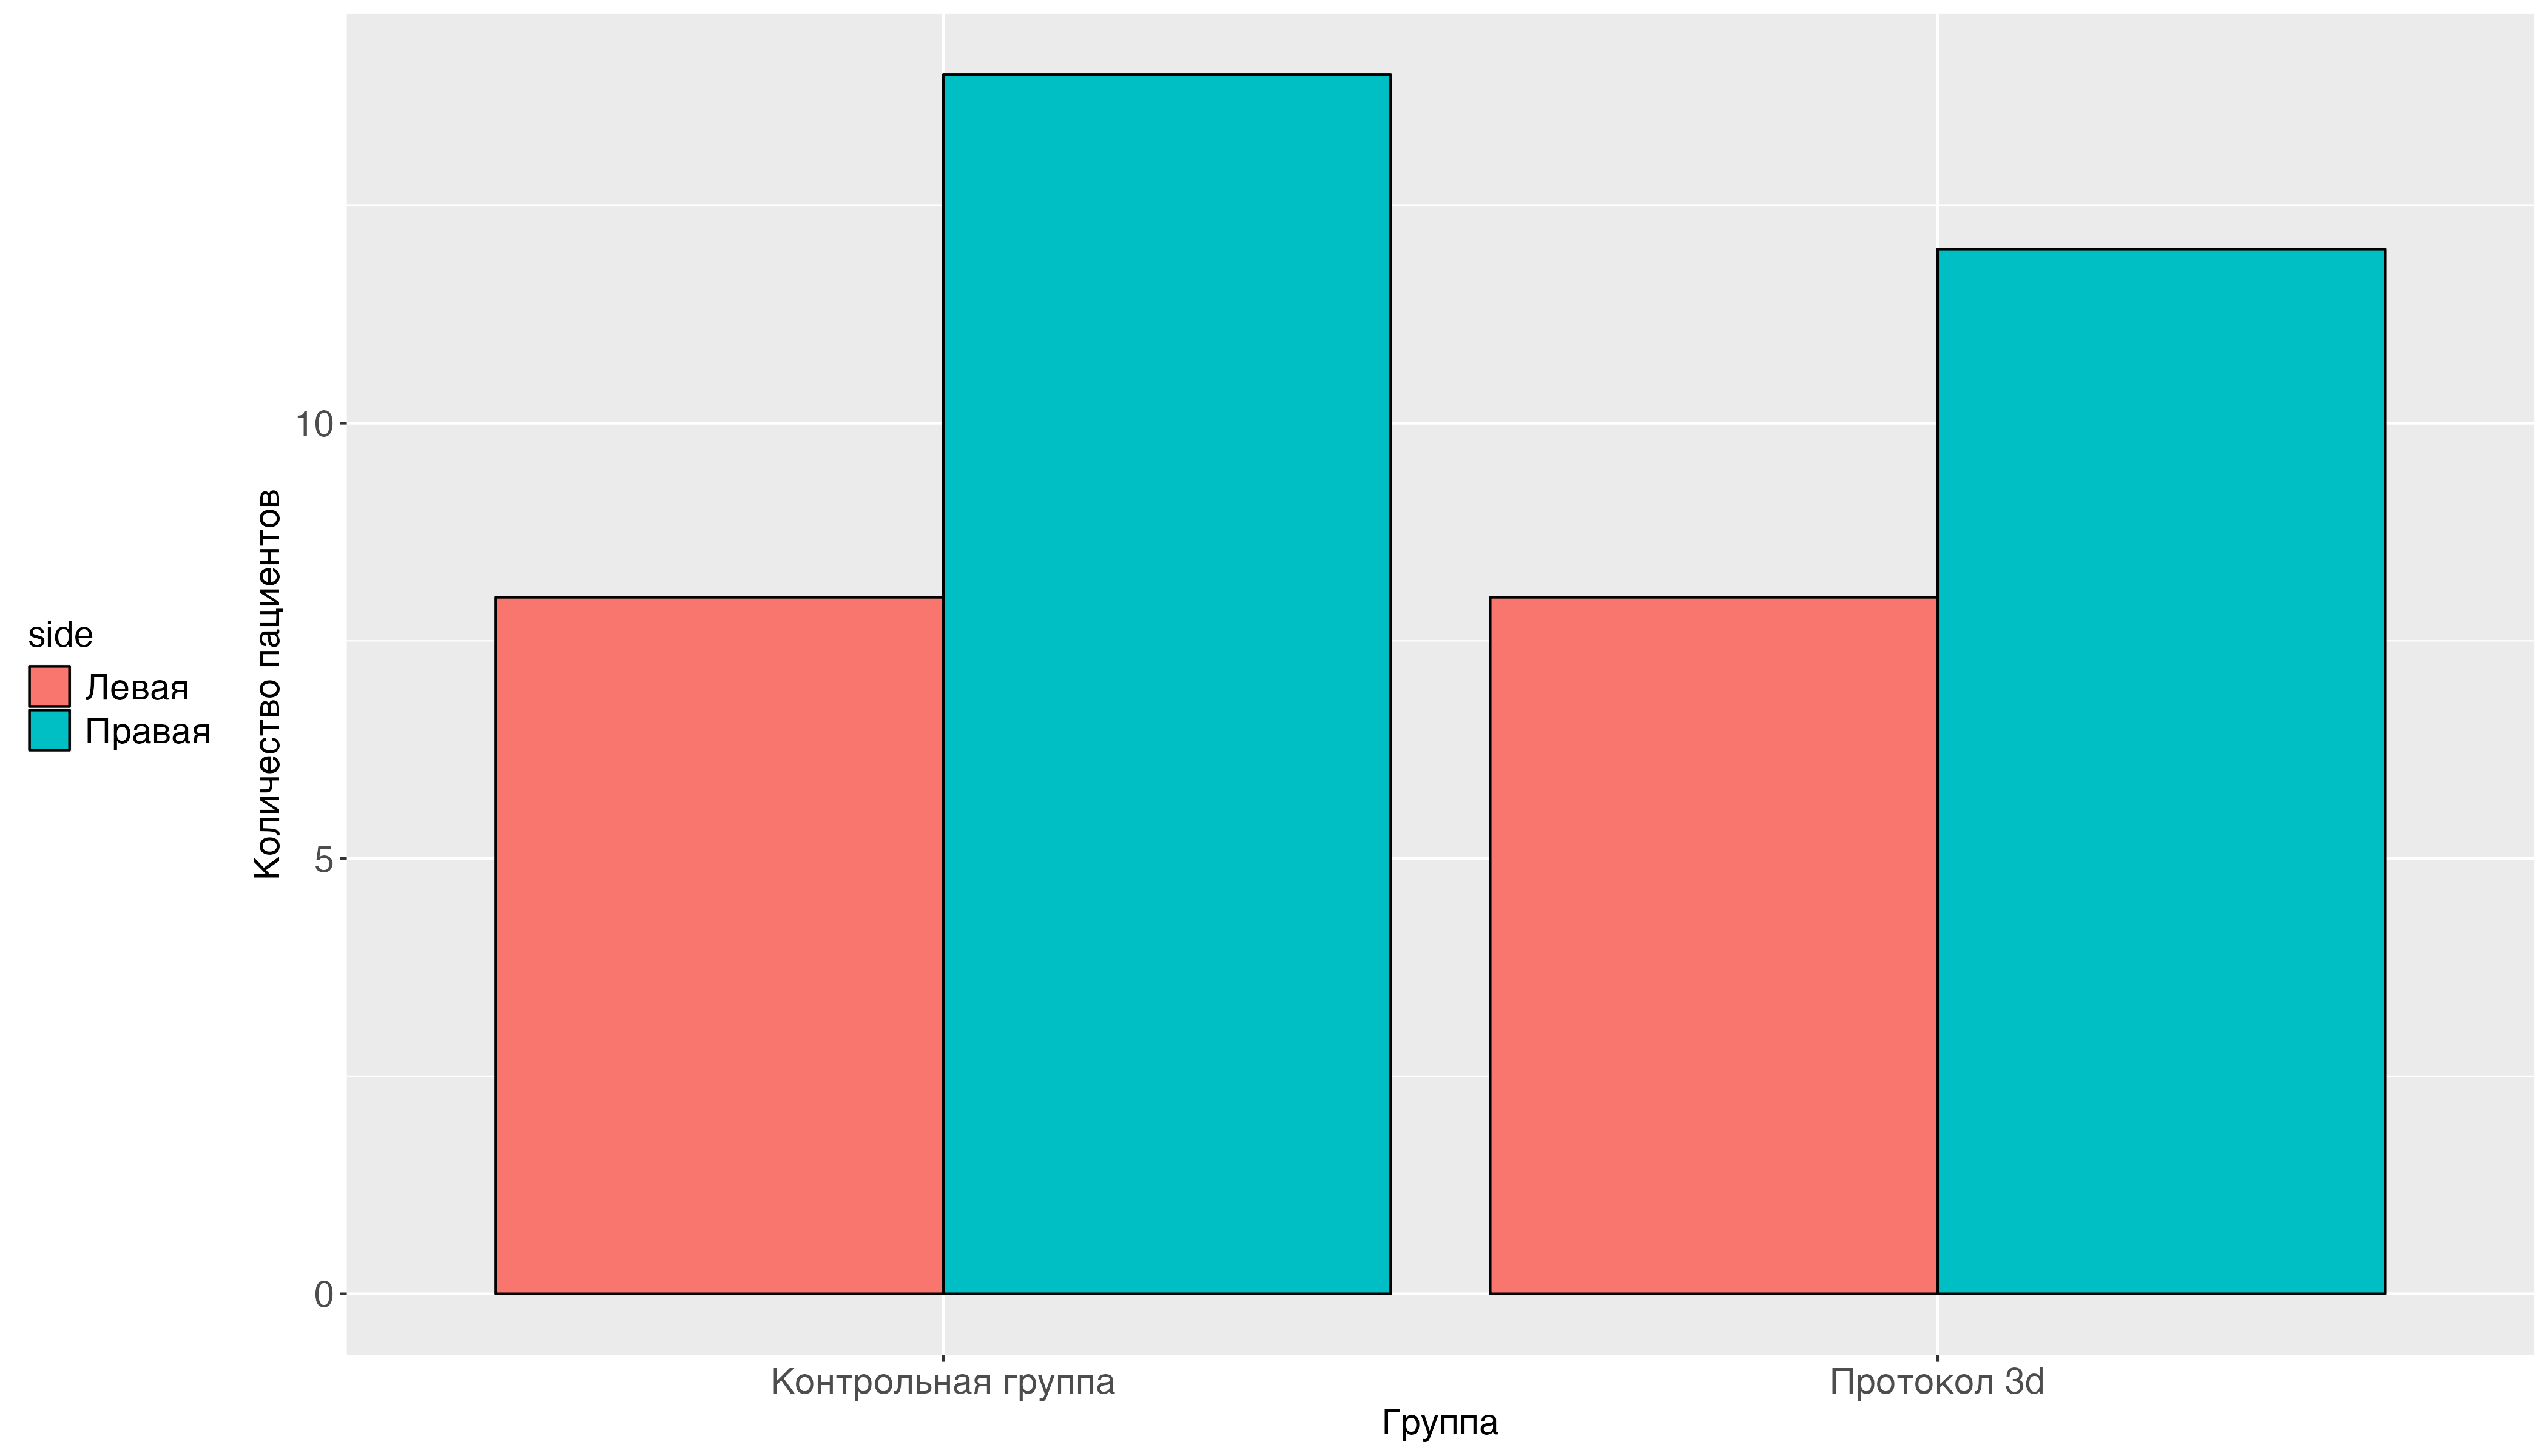 side
Левая
Правая
Количество пациентов
10
5
0
Контрольная группа
Протокол 3d
Группа